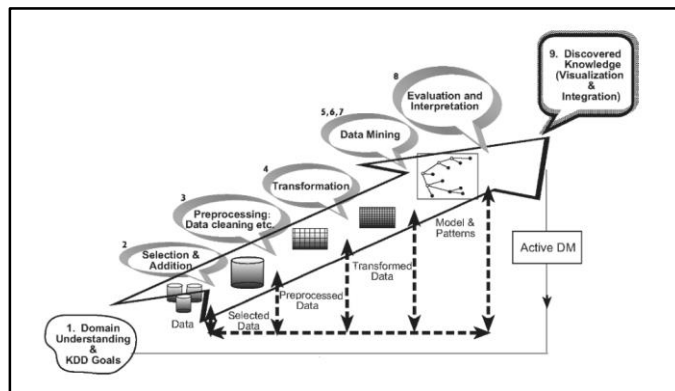 9. Discovered
Knowledge
(Visualization
&
Integration)
8
Evaluation and
Interpretation
5,6,7
Data Mining
4
Transformation
3
Preprocessing:
Data cleaning etc.
2
Selection &
Addition
Model &
Patterns
Transformed
Data
Preprocessed
Data
Selected
Data
Data
Active DM
1. Domain
Understanding
&
KDD Goals